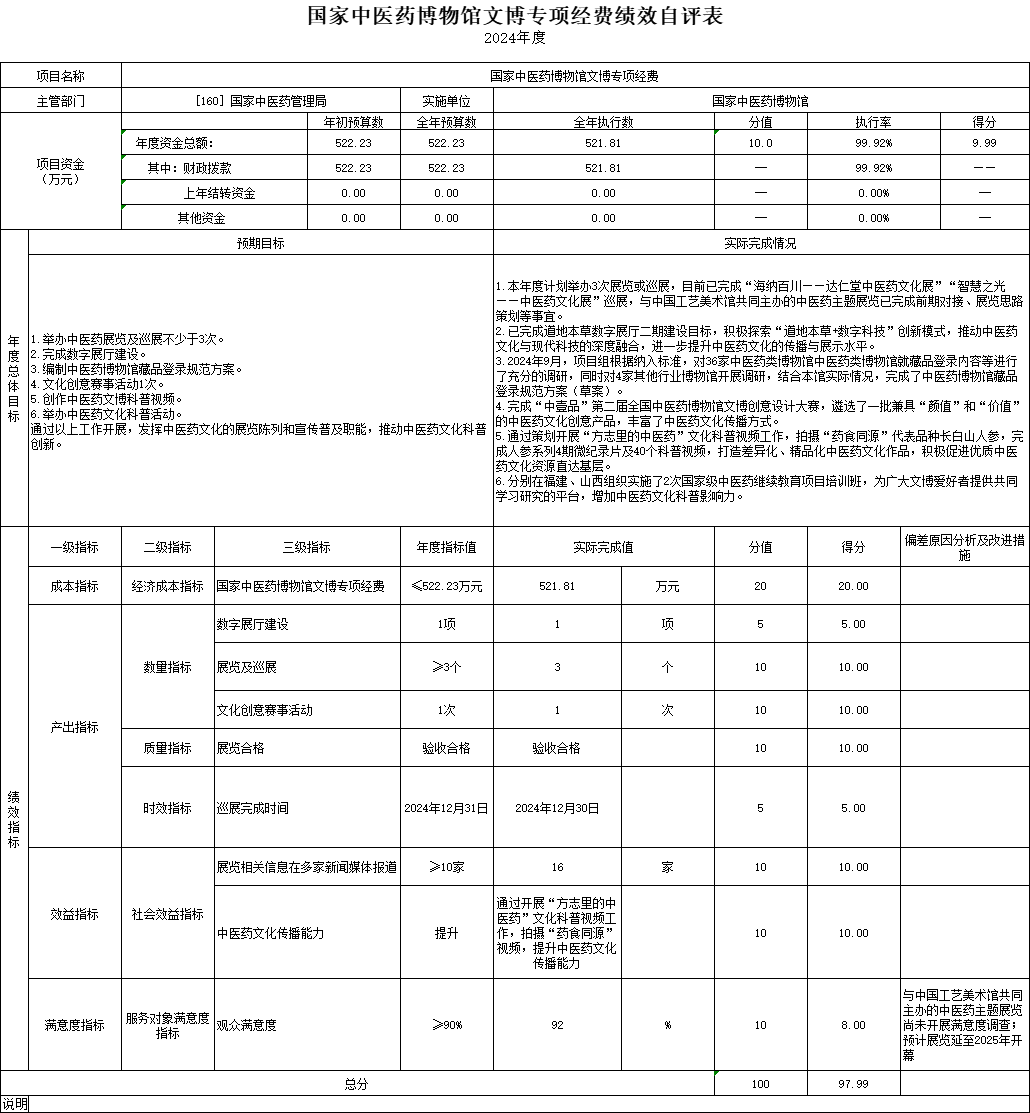 国家中医药博物馆文博专项经费绩效自评表
2024年度
项目名称 国家中医药博物馆文博专项经费
主管部门 [160]国家中医药管理局 实施单位 国家中医药博物馆
项目资金
（万元）
年初预算数 全年预算数 全年执行数 分值 执行率 得分
年度资金总额： 522.23 522.23 521.81 10.0 99.92% 9.99
其中：财政拨款 522.23 522.23 521.81 — 99.92% ——
上年结转资金 0.00 0.00 0.00 — 0.00% —
其他资金 0.00 0.00 0.00 — 0.00% —
年度总体目标
预期目标 实际完成情况
1.举办中医药展览及巡展不少于3次。
2.完成数字展厅建设。
3.编制中医药博物馆藏品登录规范方案。
4.文化创意赛事活动1次。
5.创作中医药文博科普视频。
6.举办中医药文化科普活动。
通过以上工作开展，发挥中医药文化的展览陈列和宣传普及职能，推动中医药文化科普
创新。
1.本年度计划举办3次展览或巡展，目前已完成“海纳百川——达仁堂中医药文化展”“智慧之光
——中医药文化展”巡展，与中国工艺美术馆共同主办的中医药主题展览已完成前期对接、展览思路
策划等事宜。
2.已完成道地本草数字展厅二期建设目标，积极探索“道地本草+数字科技”创新模式，推动中医药
文化与现代科技的深度融合，进一步提升中医药文化的传播与展示水平。
3.2024年9月，项目组根据纳入标准，对36家中医药类博物馆中医药类博物馆就藏品登录内容等进行
了充分的调研，同时对4家其他行业博物馆开展调研，结合本馆实际情况，完成了中医药博物馆藏品
登录规范方案（草案）。
4.完成“中壹品”第二届全国中医药博物馆文博创意设计大赛，遴选了一批兼具“颜值”和“价值”
的中医药文化创意产品，丰富了中医药文化传播方式。
5.通过策划开展“方志里的中医药”文化科普视频工作，拍摄“药食同源”代表品种长白山人参，完
成人参系列4期微纪录片及40个科普视频，打造差异化、精品化中医药文化作品，积极促进优质中医
药文化资源直达基层。
6.分别在福建、山西组织实施了2次国家级中医药继续教育项目培训班，为广大文博爱好者提供共同
学习研究的平台，增加中医药文化科普影响力。
绩效指标
一级指标 二级指标 三级指标 年度指标值 实际完成值 分值 得分 偏差原因分析及改进措
施
成本指标 经济成本指标 国家中医药博物馆文博专项经费 ≤522.23万元 521.81 万元 20 20.00
产出指标
数量指标
数字展厅建设 1项 1 项 5 5.00
展览及巡展 ≥3个 3 个 10 10.00
文化创意赛事活动 1次 1 次 10 10.00
质量指标 展览合格 验收合格 验收合格 10 10.00
时效指标 巡展完成时间 2024年12月31日 2024年12月30日 5 5.00
效益指标
社会效益指标
展览相关信息在多家新闻媒体报道 ≥10家 16 家 10 10.00
中医药文化传播能力 提升
通过开展“方志里的中
医药”文化科普视频工
作，拍摄“药食同源”
视频，提升中医药文化
传播能力
10 10.00
满意度指标
服务对象满意度
指标
观众满意度 ≥90% 92 % 10 8.00
与中国工艺美术馆共同
主办的中医药主题展览
尚未开展满意度调查；
预计展览延至2025年开
幕
总分 100 97.99
说明